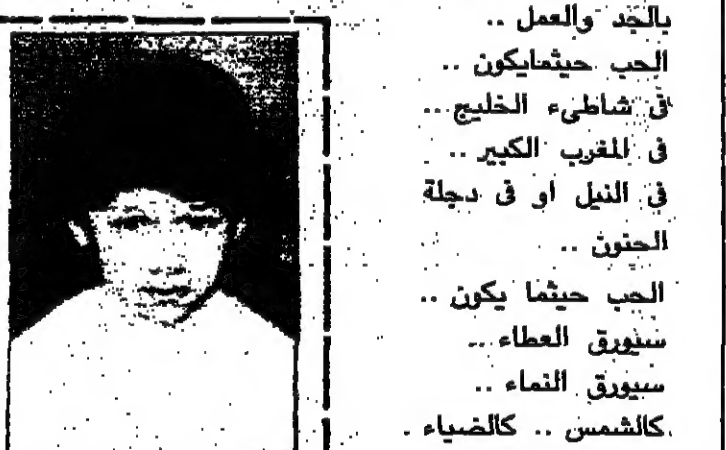 بالجد والعمل ..
الحب حيثمايكون ..
فى شاطىء الخليج ...
فى المغرب الكبير ..
فى النيل او فى دجلة
الحنون ..
الحب حيثما يكون ..
سيورق العطاء ..
سيورق النماء ..
كالشمس .. كالضياء .